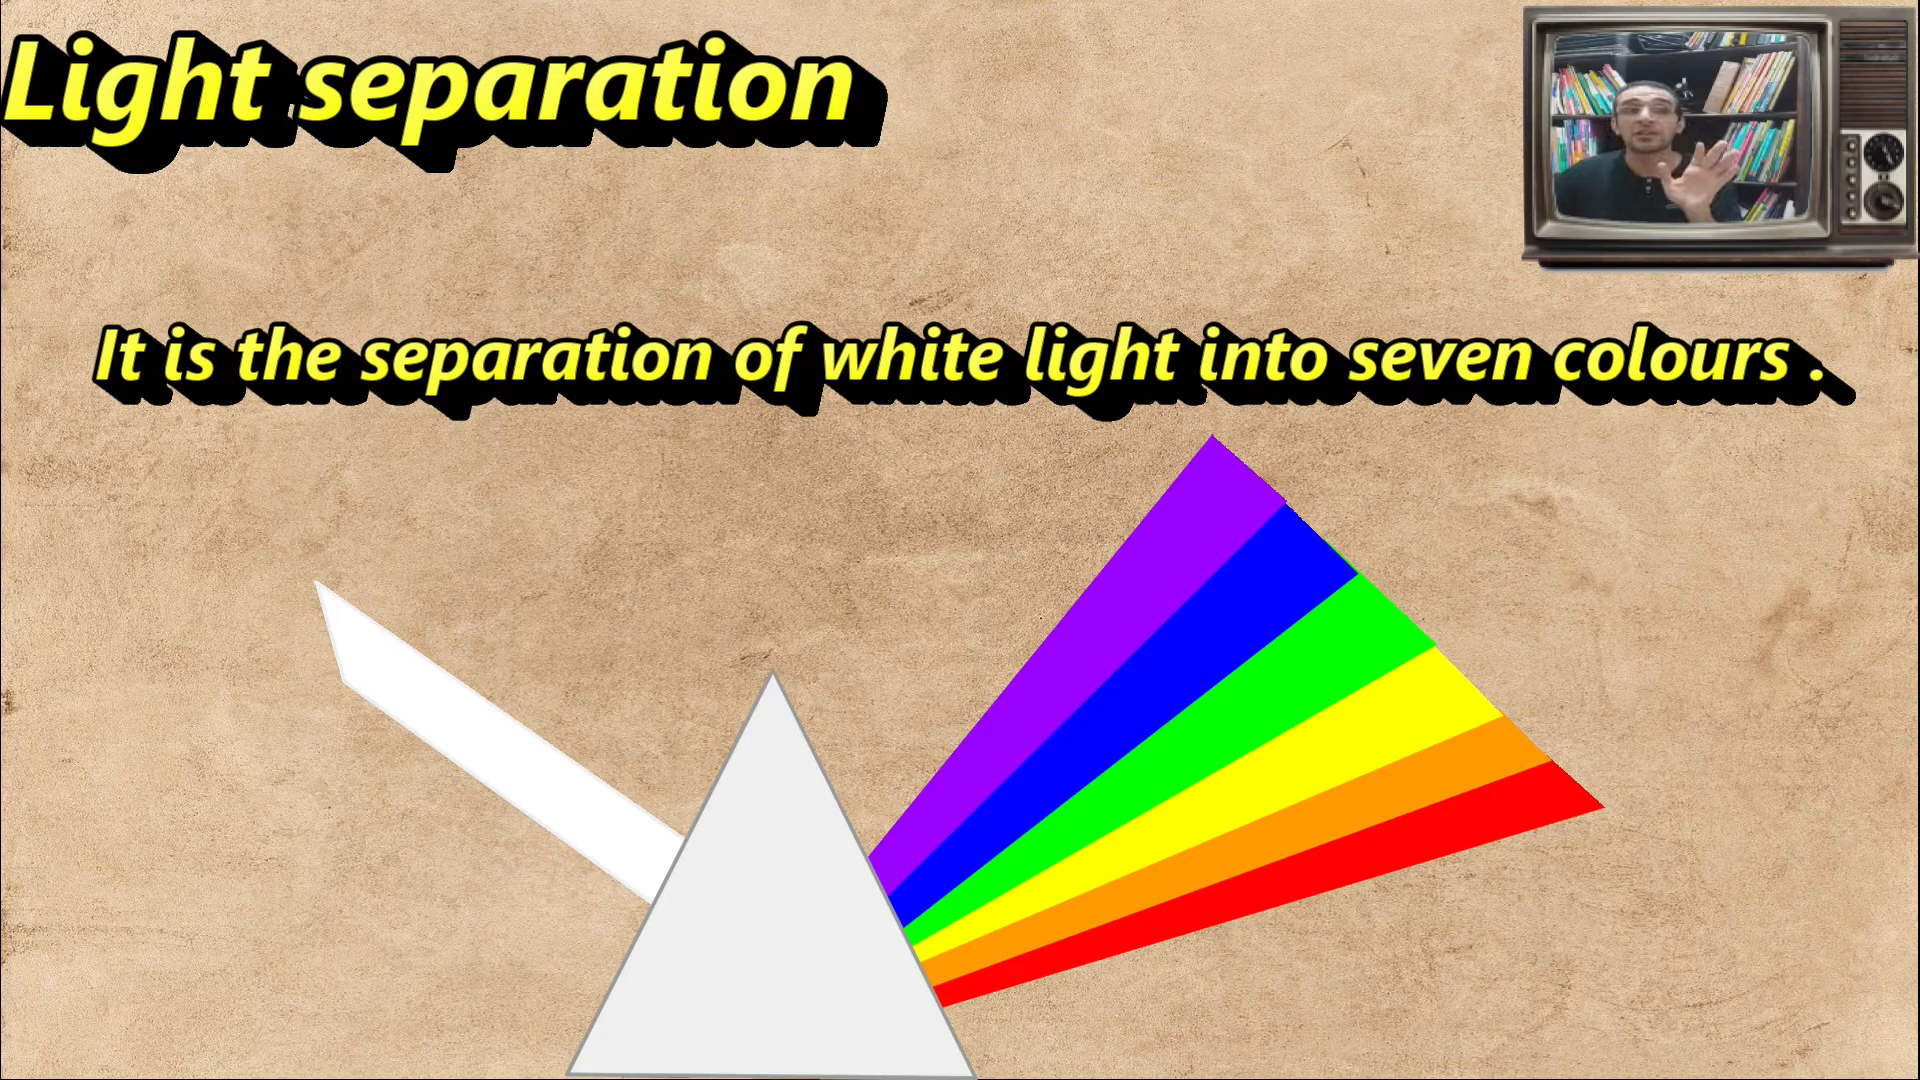 Light separation
It is the separation of white light into seven colours .